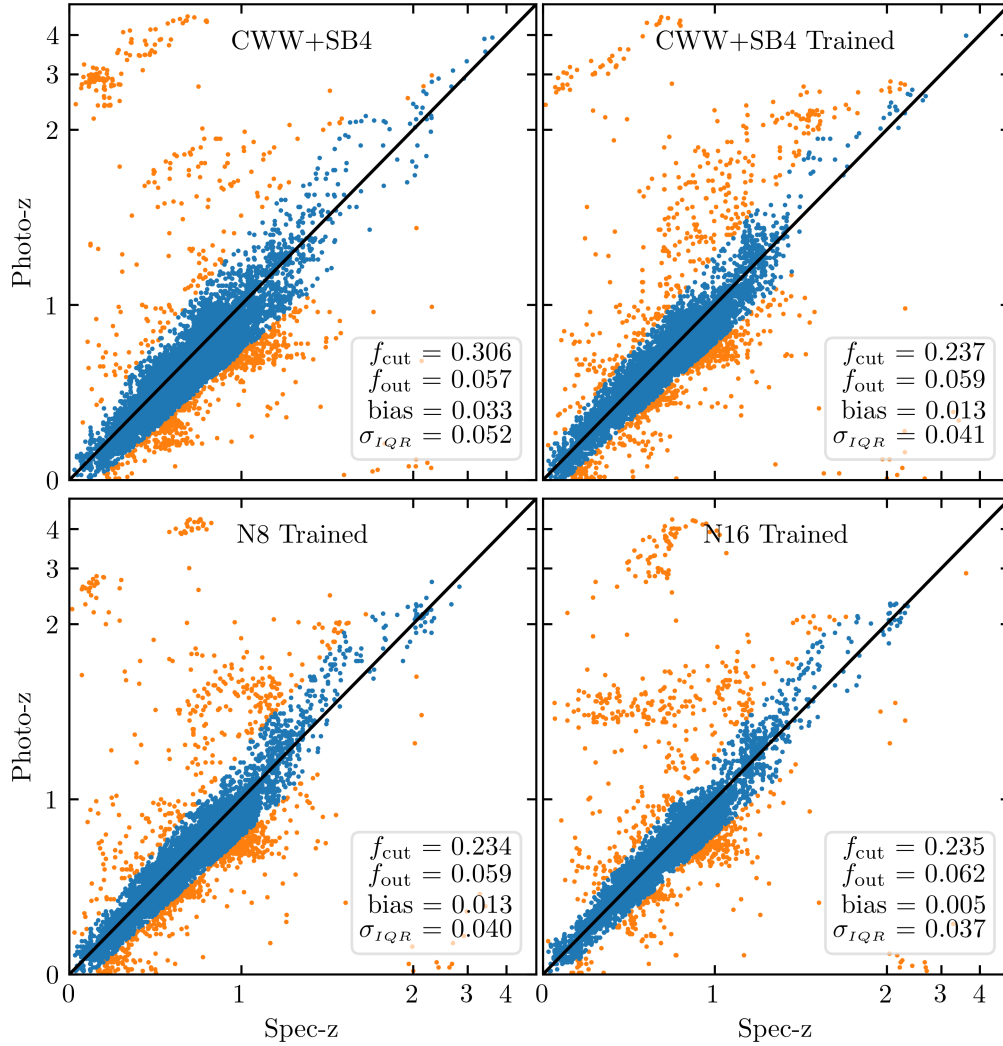 CWW+SB4
4
3
2
1
0
Photo-z
f_cut = 0.306
f_out = 0.057
bias = 0.033
σ_IQR = 0.052
CWW+SB4 Trained
f_cut = 0.237
f_out = 0.059
bias = 0.013
σ_IQR = 0.041
N8 Trained
4
3
2
1
0
Photo-z
f_cut = 0.234
f_out = 0.059
bias = 0.013
σ_IQR = 0.040
0 1 2 3 4
Spec-z
N16 Trained
f_cut = 0.235
f_out = 0.062
bias = 0.005
σ_IQR = 0.037
0 1 2 3 4
Spec-z